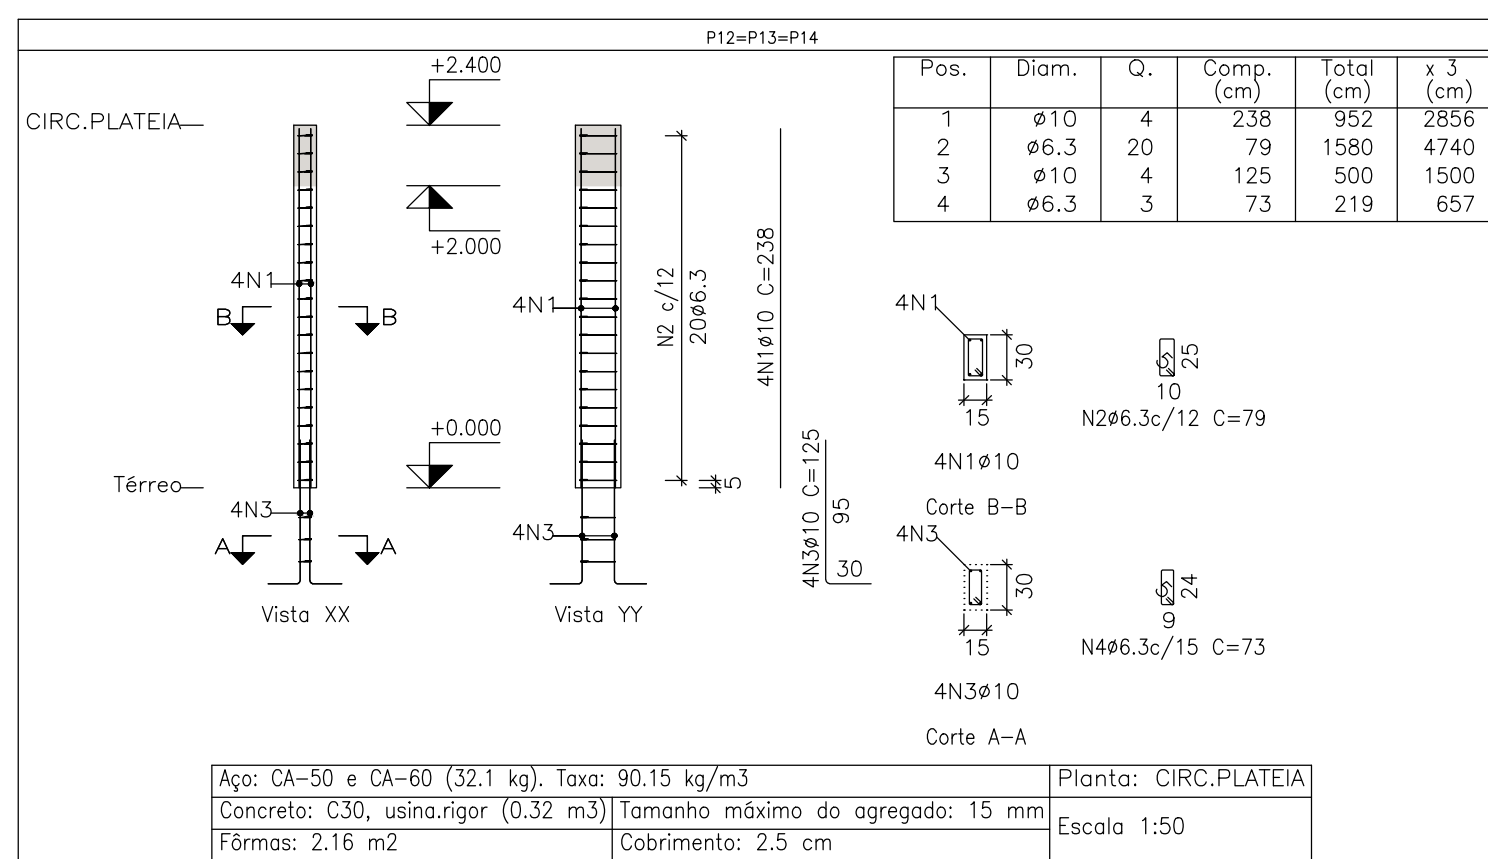 P12=P13=P14
+2.400
CIRC.PLATEIA
+2.000
4N1
B B
4N1
N2 c/12
20ø6.3
4N1ø10 C=238
+0.000
Térreo
5
4N3
A A
4N3
4N3ø10 C=125
95
30
Vista XX
Vista YY
Pos. Diam. Q. Comp. (cm) Total (cm) x 3 (cm)
1 ø10 4 238 952 2856
2 ø6.3 20 79 1580 4740
3 ø10 4 125 500 1500
4 ø6.3 3 73 219 657
4N1
30
15
4N1ø10
Corte B-B
6
25
10
N2ø6.3c/12 C=79
4N3
30
15
4N3ø10
Corte A-A
6
24
9
N4ø6.3c/15 C=73
Aço: CA-50 e CA-60 (32.1 kg). Taxa: 90.15 kg/m3
Planta: CIRC.PLATEIA
Concreto: C30, usina.rigor (0.32 m3)
Tamanho máximo do agregado: 15 mm
Escala 1:50
Fôrmas: 2.16 m2
Cobrimento: 2.5 cm